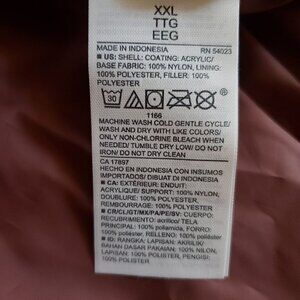 XXL
TTG
EEG
MADE IN INDONESIA RN 54023
■ US: SHELL: COATING: ACRYLIC/
BASE FABRIC: 100% NYLON, LINING:
100% POLYESTER, FILLER: 100%
POLYESTER
30
1166
MACHINE WASH COLD GENTLE CYCLE/
WASH AND DRY WITH LIKE COLORS/
ONLY NON-CHLORINE BLEACH WHEN
NEEDED/ TUMBLE DRY LOW/ DO NOT
IRON/ DO NOT DRY CLEAN
CA 17897
HECHO EN INDONESIA CON INSUMOS
IMPORTADOS/ DIBUAT DI INDONESIA
■ CA: EXTÉRIEUR: ENDUIT:
ACRYLIQUE/ SUPPORT: 100% NYLON,
DOUBLURE: 100% POLYESTER,
REMBOURRAGE: 100% POLYESTER
■ CR/CL/GT/MX/PA/PE/SV: CUERPO:
RECUBRIMIENTO: acrílico/ TELA
PRINCIPAL: 100% poliamida, FORRO:
100% poliéster, RELLENO: 100% poliéster
■ ID: RANGKA: LAPISAN: AKRILIK/
BAHAN DASAR PAKAIAN: 100% NILON,
LAPISAN: 100% POLIESTER, PENGISI:
100% POLIESTER